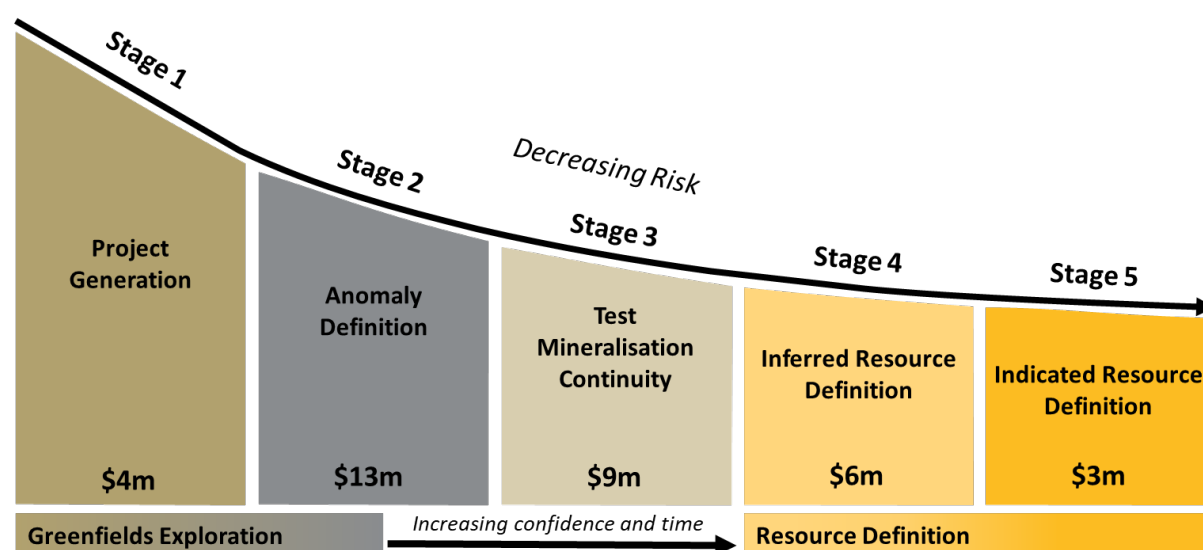 Stage 1
Stage 2
Decreasing Risk
Stage 3
Stage 4
Stage 5
Project
Generation
Anomaly
Definition
Test
Mineralisation
Continuity
Inferred Resource
Definition
Indicated Resource
Definition
$4m
$13m
$9m
$6m
$3m
Greenfields Exploration
Increasing confidence and time
Resource Definition